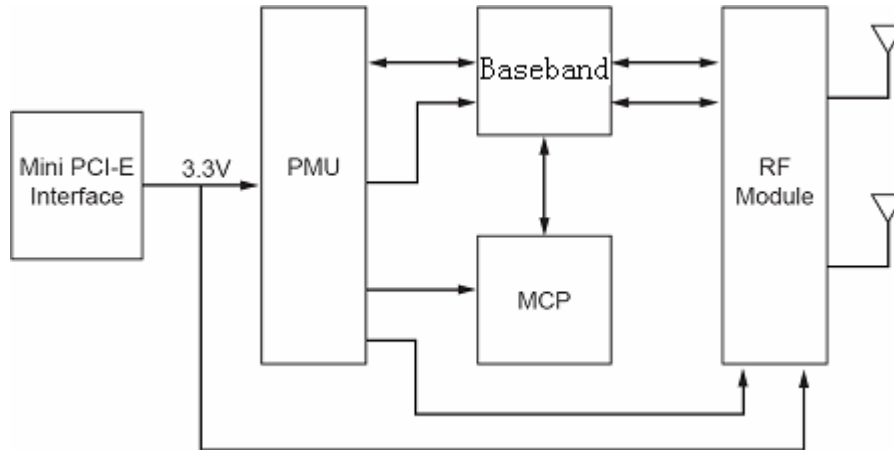 Mini PCI-E
Interface
3.3V
PMU
Baseband
MCP
RF
Module